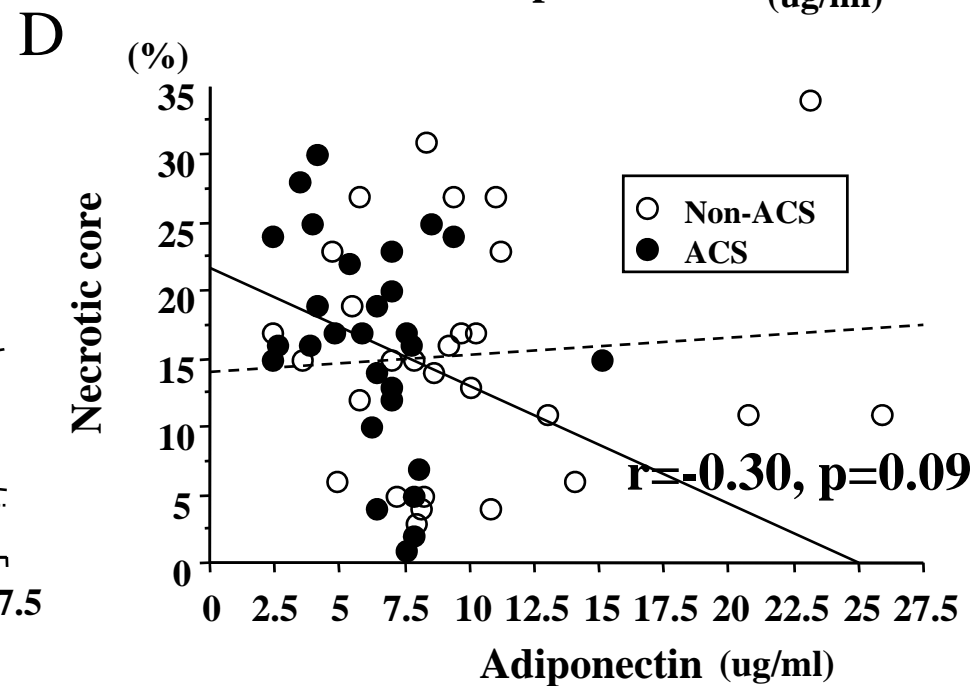 (ug/ml)
D
(%)
35
30
25
20
15
10
5
0
Necrotic core
Non-ACS
ACS
r=-0.30, p=0.09
7.5
0 2.5 5 7.5 10 12.5 15 17.5 20 22.5 25 27.5
Adiponectin (ug/ml)